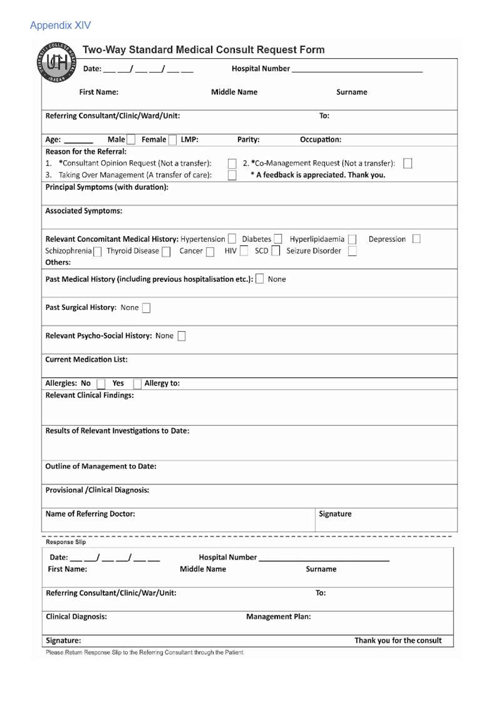 Appendix XIV
UCH
Two-Way Standard Medical Consult Request Form
Date: __ __/ __ __/ __ __ Hospital Number ______________________________
First Name: Middle Name Surname
Referring Consultant/Clinic/Ward/Unit: To:
Age: _______ Male Female LMP: Parity: Occupation:
Reason for the Referral:
1. *Consultant Opinion Request (Not a transfer): 2. *Co-Management Request (Not a transfer):
3. Taking Over Management (A transfer of care): * A feedback is appreciated. Thank you.
Principal Symptoms (with duration):
Associated Symptoms:
Relevant Concomitant Medical History: Hypertension Diabetes Hyperlipidaemia Depression
Schizophrenia Thyroid Disease Cancer HIV SCD Seizure Disorder
Others:
Past Medical History (including previous hospitalisation etc.): None
Past Surgical History: None
Relevant Psycho-Social History: None
Current Medication List:
Allergies: No Yes Allergy to:
Relevant Clinical Findings:
Results of Relevant Investigations to Date:
Outline of Management to Date:
Provisional /Clinical Diagnosis:
Name of Referring Doctor: Signature
Response Slip
Date: __ __/ __ __/ __ __ Hospital Number ______________________________
First Name: Middle Name Surname
Referring Consultant/Clinic/War/Unit: To:
Clinical Diagnosis: Management Plan:
Signature: Thank you for the consult
Please Return Response Slip to the Referring Consultant through the Patient